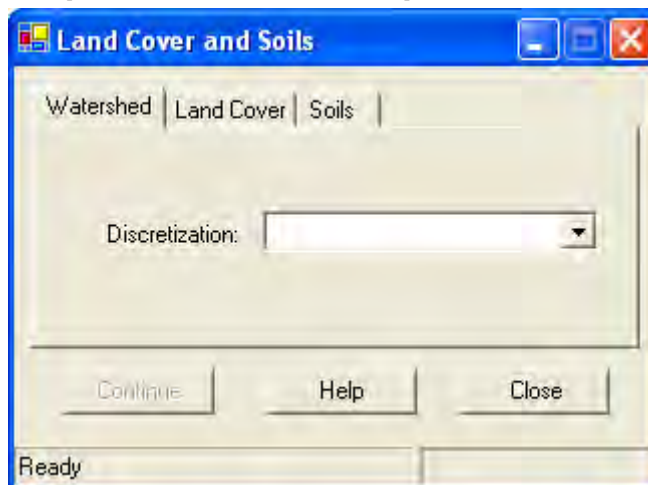 Land Cover and Soils
Watershed Land Cover Soils
Discretization:
Continue Help Close
Ready